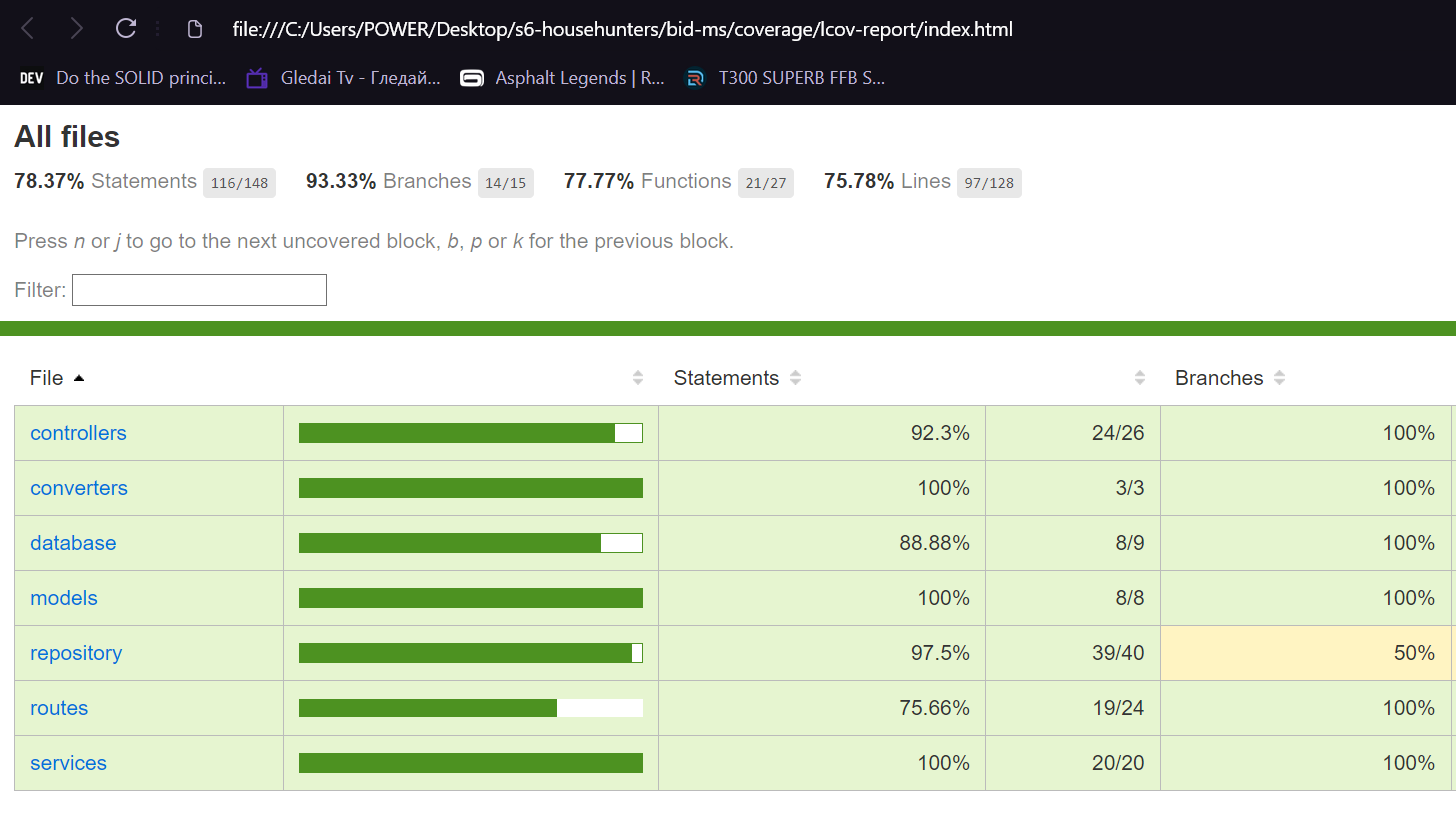 file:///C:/Users/POWER/Desktop/s6-househunters/bid-ms/coverage/lcov-report/index.html
DEV Do the SOLID princi... Gledai Tv - Гледай... Asphalt Legends | R... T300 SUPERB FFB S...
All files
78.37% Statements 116/148 93.33% Branches 14/15 77.77% Functions 21/27 75.78% Lines 97/128
Press n or j to go to the next uncovered block, b, p or k for the previous block.
Filter:
File Statements Branches
controllers 92.3% 24/26 100%
converters 100% 3/3 100%
database 88.88% 8/9 100%
models 100% 8/8 100%
repository 97.5% 39/40 50%
routes 75.66% 19/24 100%
services 100% 20/20 100%